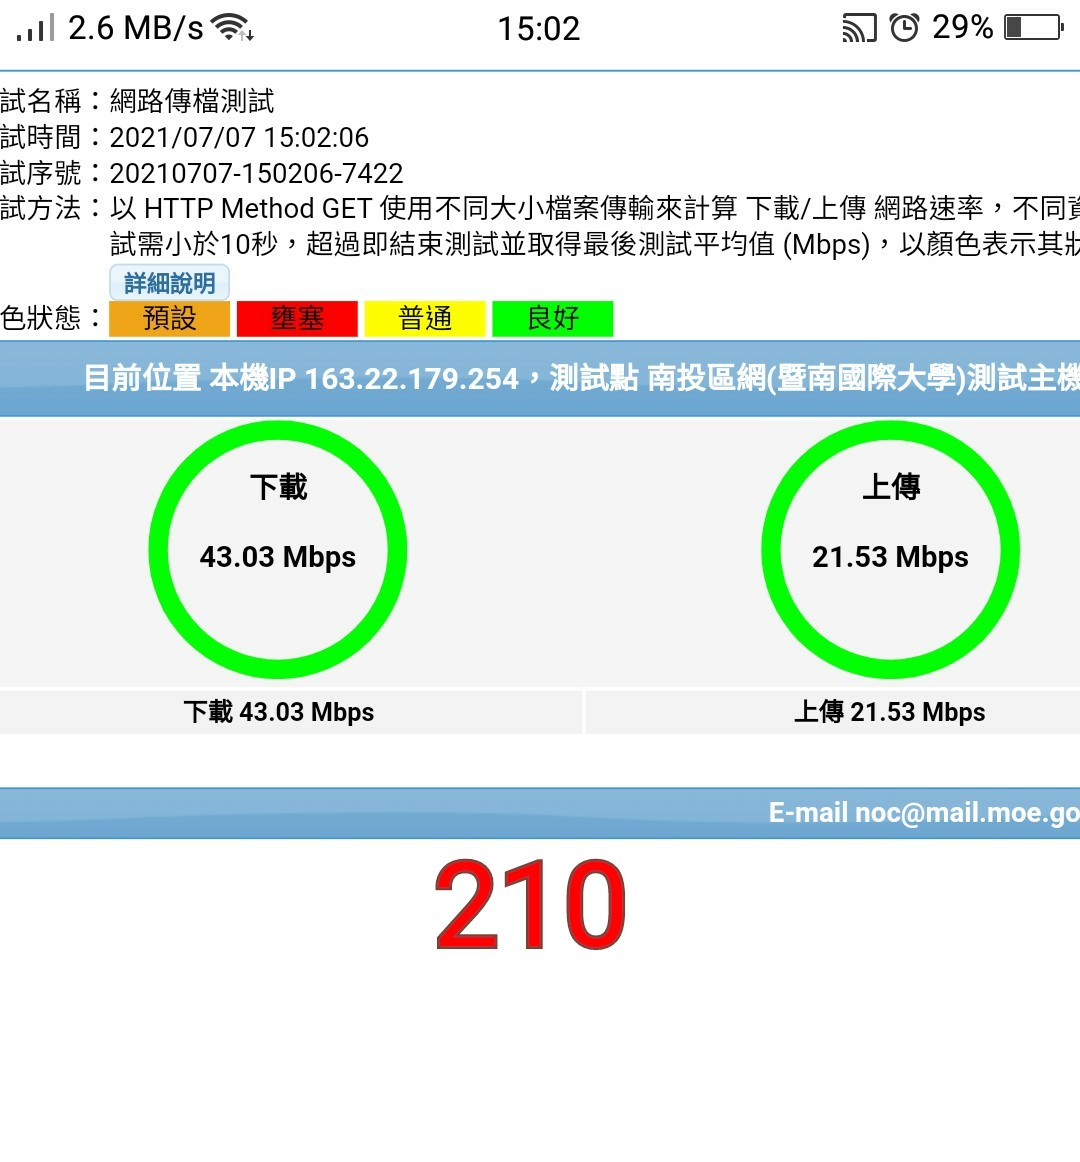 2.6 MB/s 15:02 29%
試名稱：網路傳檔測試
試時間：2021/07/07 15:02:06
試序號：20210707-150206-7422
試方法：以 HTTP Method GET 使用不同大小檔案傳輸來計算 下載/上傳 網路速率，不同資
試需小於10秒，超過即結束測試並取得最後測試平均值 (Mbps)，以顏色表示其狀
詳細說明
色狀態：預設 壅塞 普通 良好
目前位置 本機IP 163.22.179.254，測試點 南投區網(暨南國際大學)測試主機
下載 上傳
43.03 Mbps 21.53 Mbps
下載 43.03 Mbps 上傳 21.53 Mbps
E-mail noc@mail.moe.go
210